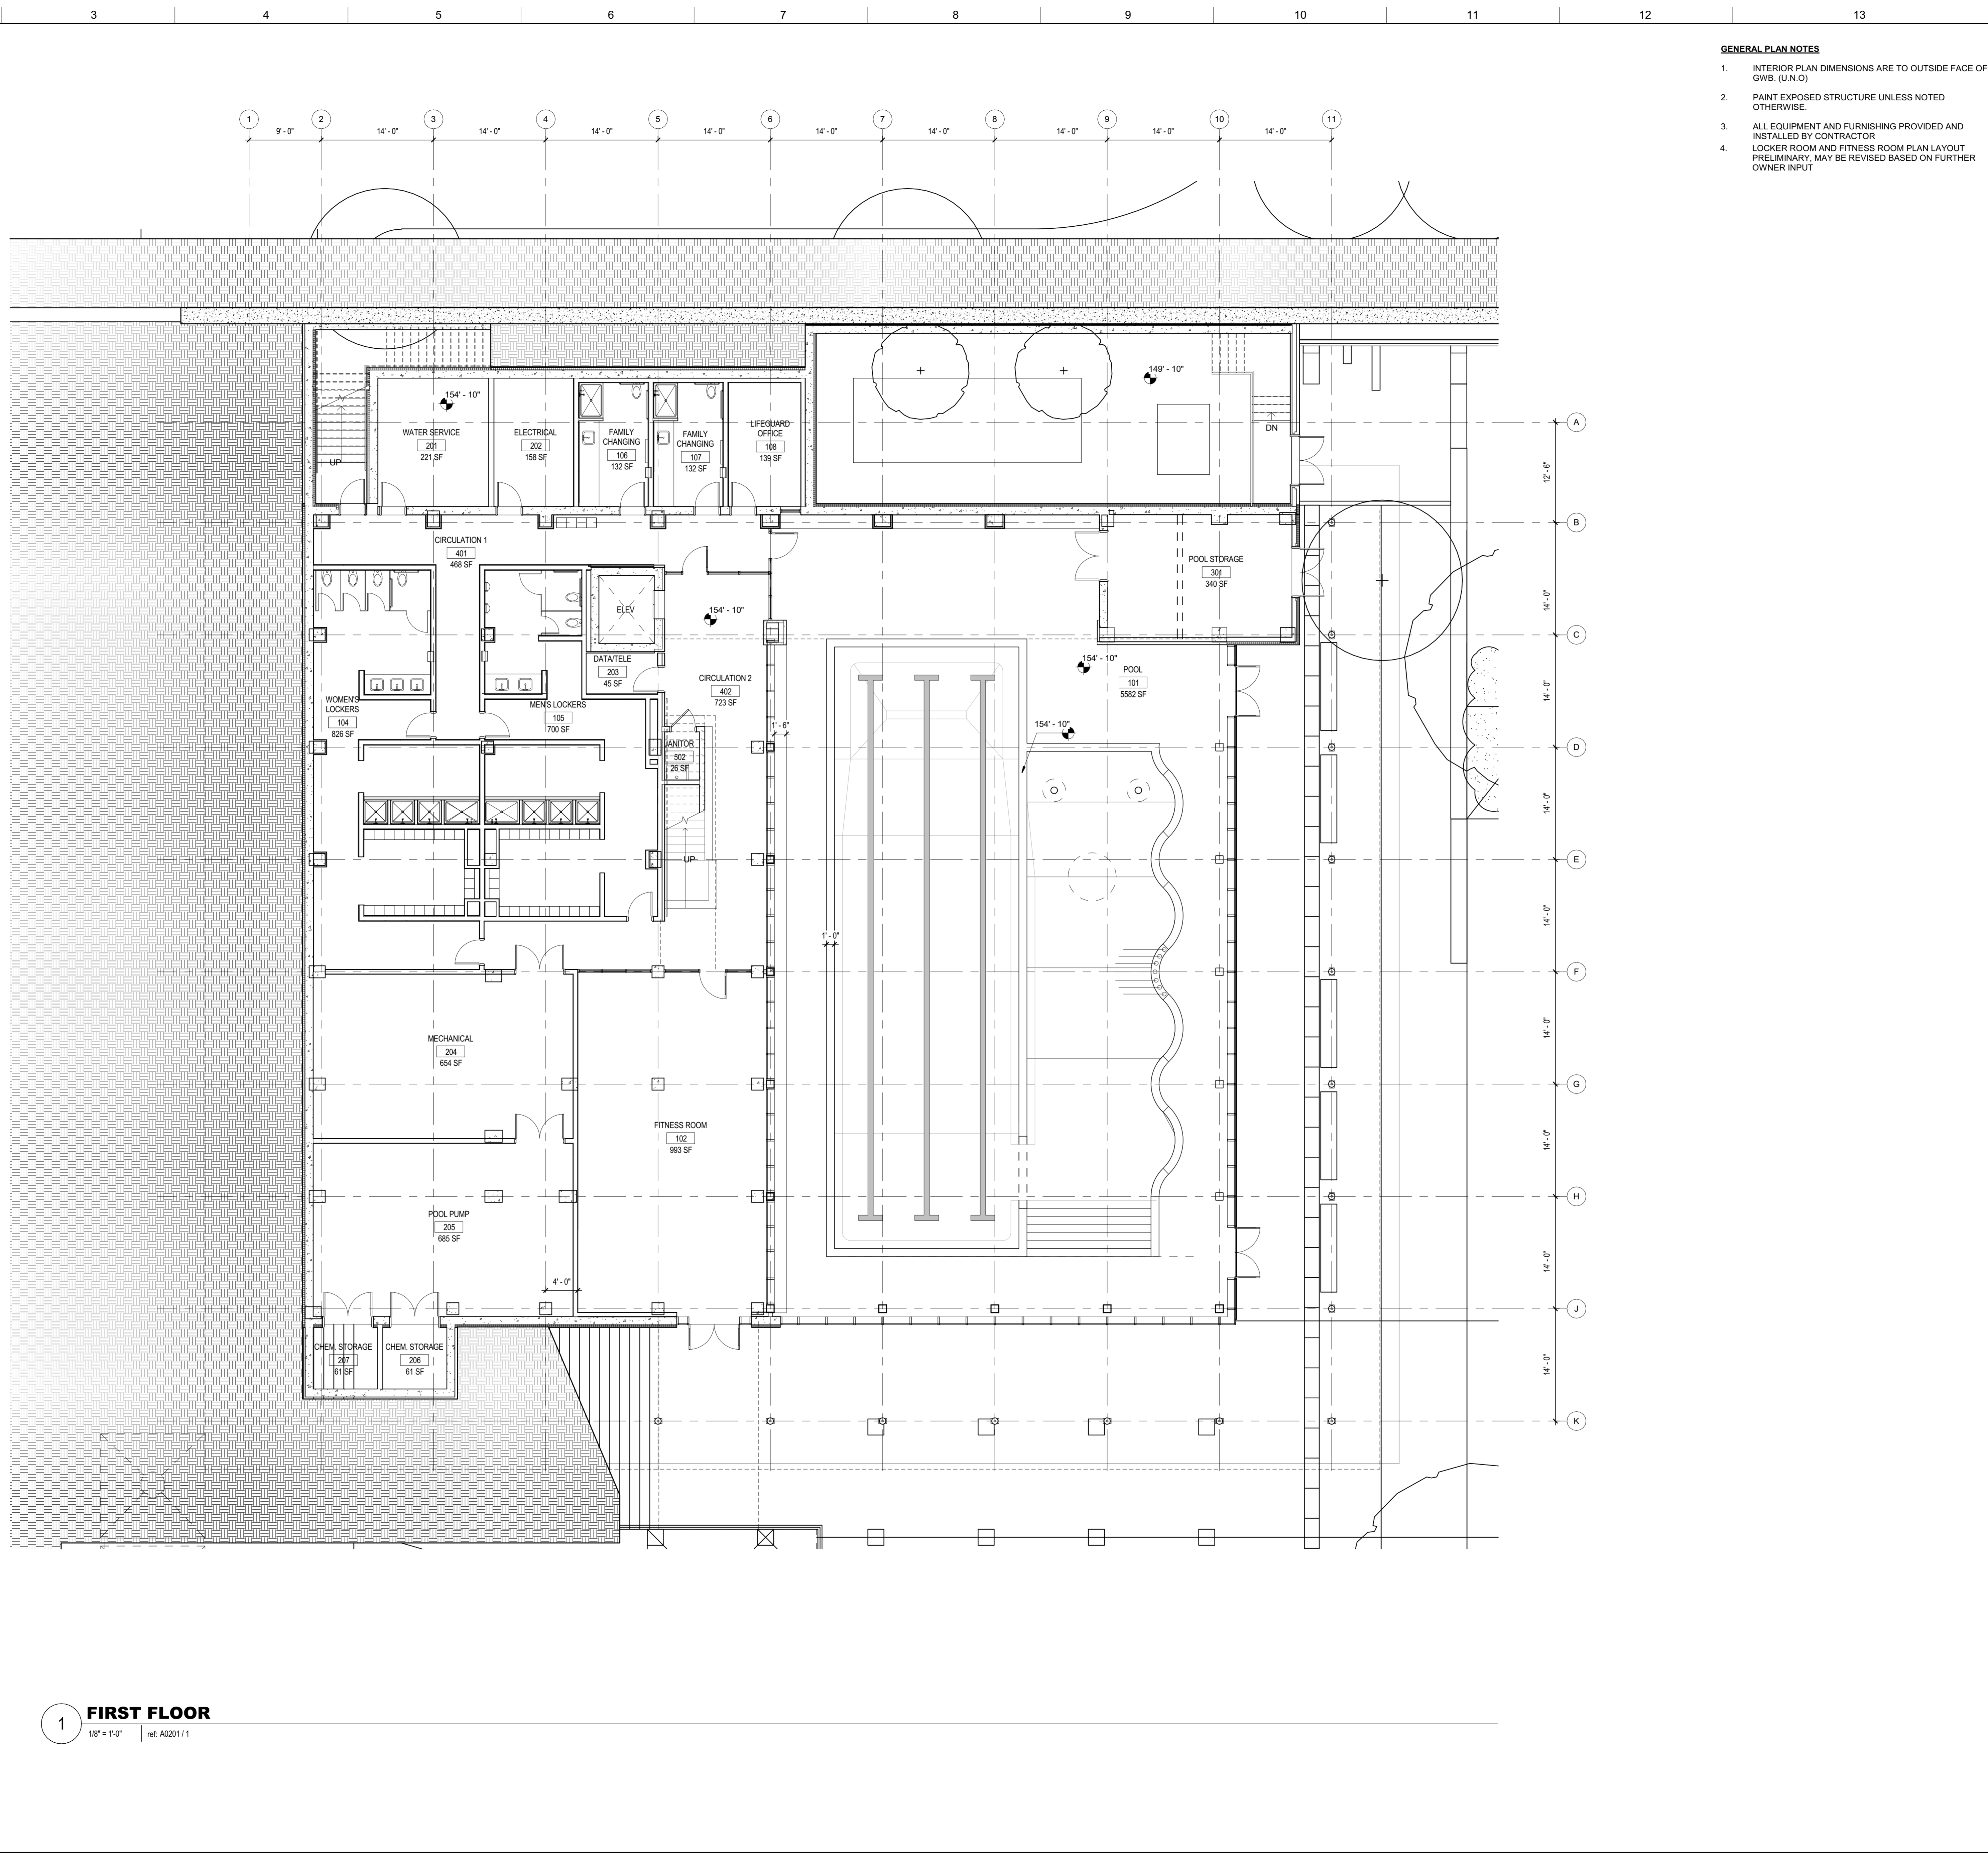 3 4 5 6 7 8 9 10 11 12 13
GENERAL PLAN NOTES
1. INTERIOR PLAN DIMENSIONS ARE TO OUTSIDE FACE OF
GWB. (U.N.O)
2. PAINT EXPOSED STRUCTURE UNLESS NOTED
OTHERWISE.
3. ALL EQUIPMENT AND FURNISHING PROVIDED AND
INSTALLED BY CONTRACTOR
4. LOCKER ROOM AND FITNESS ROOM PLAN LAYOUT
PRELIMINARY, MAY BE REVISED BASED ON FURTHER
OWNER INPUT
1 2 3 4 5 6 7 8 9 10 11
9' - 0" 14' - 0" 14' - 0" 14' - 0" 14' - 0" 14' - 0" 14' - 0" 14' - 0" 14' - 0" 14' - 0"
149' - 10"
154' - 10"
A
DN
WATER SERVICE
201
221 SF
ELECTRICAL
202
158 SF
FAMILY
CHANGING
106
132 SF
FAMILY
CHANGING
107
132 SF
LIFEGUARD
OFFICE
108
139 SF
UP
12' - 6"
B
CIRCULATION 1
401
468 SF
POOL STORAGE
301
340 SF
ELEV
154' - 10"
14' - 0"
C
DATA/TELE
203
45 SF
154' - 10"
POOL
101
5582 SF
CIRCULATION 2
402
723 SF
WOMEN'S
LOCKERS
104
826 SF
MEN'S LOCKERS
105
700 SF
14' - 0"
1' - 6"
154' - 10"
JANITOR
502
26 SF
D
14' - 0"
UP
E
14' - 0"
1' - 0"
F
14' - 0"
MECHANICAL
204
654 SF
G
FITNESS ROOM
102
993 SF
14' - 0"
H
POOL PUMP
205
685 SF
14' - 0"
4' - 0"
J
CHEM. STORAGE
207
61 SF
CHEM. STORAGE
206
61 SF
14' - 0"
K
1
FIRST FLOOR
1/8" = 1'-0" ref: A0201 / 1